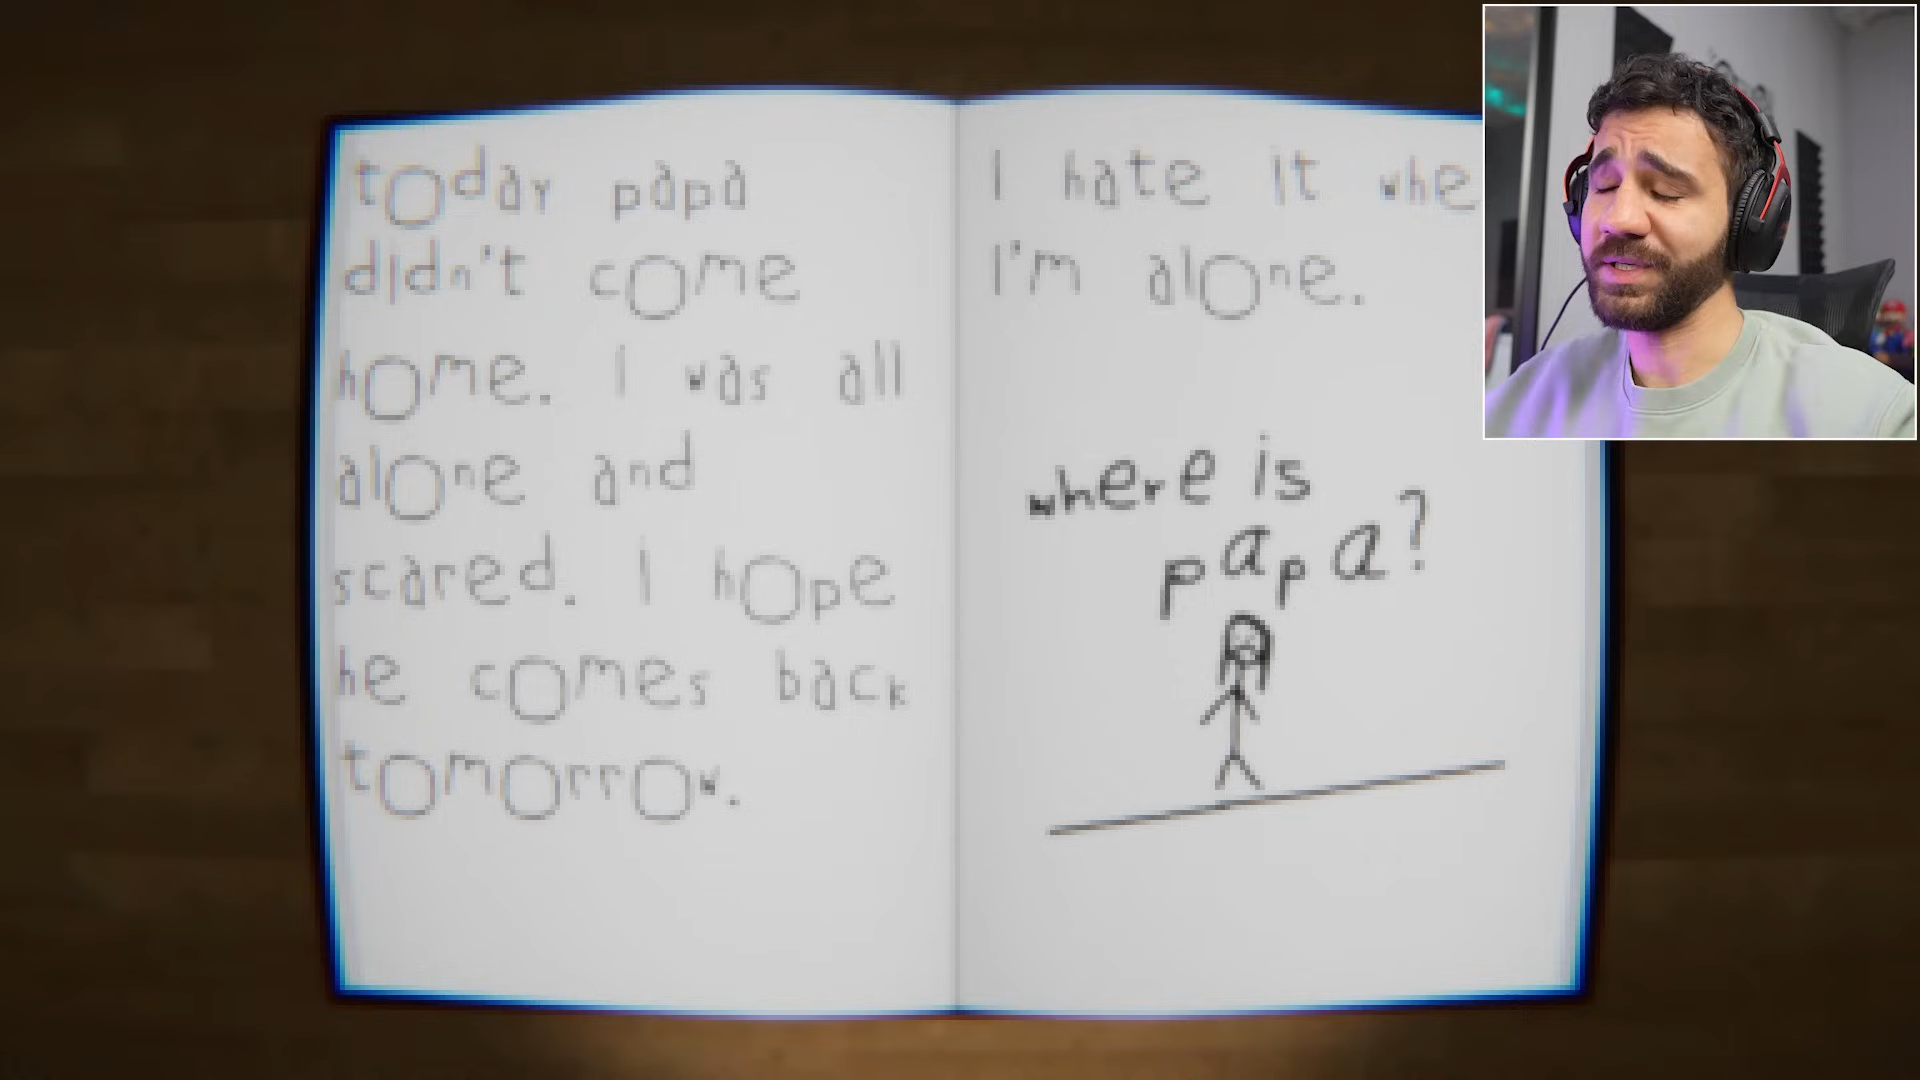 today papa
didn't come
home. I was all
alone and
scared. I hope
he comes back
tomorrow.
I hate it whe
I'm alone.
where is
papa?